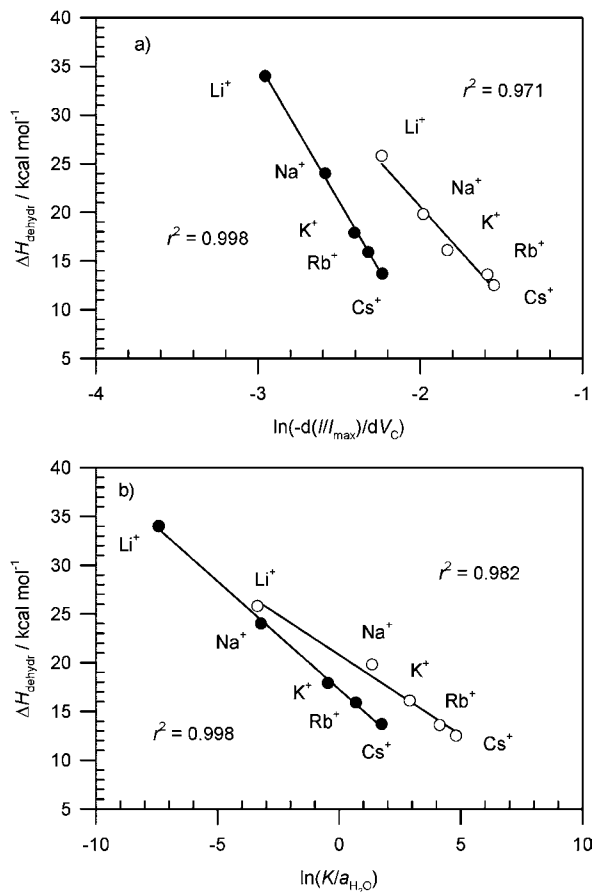 a)
40
35
30
25
20
15
10
5
ΔH_dehydr / kcal mol⁻¹
Li⁺
Na⁺
K⁺
Rb⁺
Cs⁺
r² = 0.998
Li⁺
Na⁺
K⁺
Rb⁺
Cs⁺
r² = 0.971
-4 -3 -2 -1
ln(-d(I/I_max)/dV_C)
b)
40
35
30
25
20
15
10
5
ΔH_dehydr / kcal mol⁻¹
Li⁺
Na⁺
K⁺
Rb⁺
Cs⁺
r² = 0.998
Li⁺
Na⁺
K⁺
Rb⁺
Cs⁺
r² = 0.982
-10 -5 0 5 10
ln(K/a_H₂O)